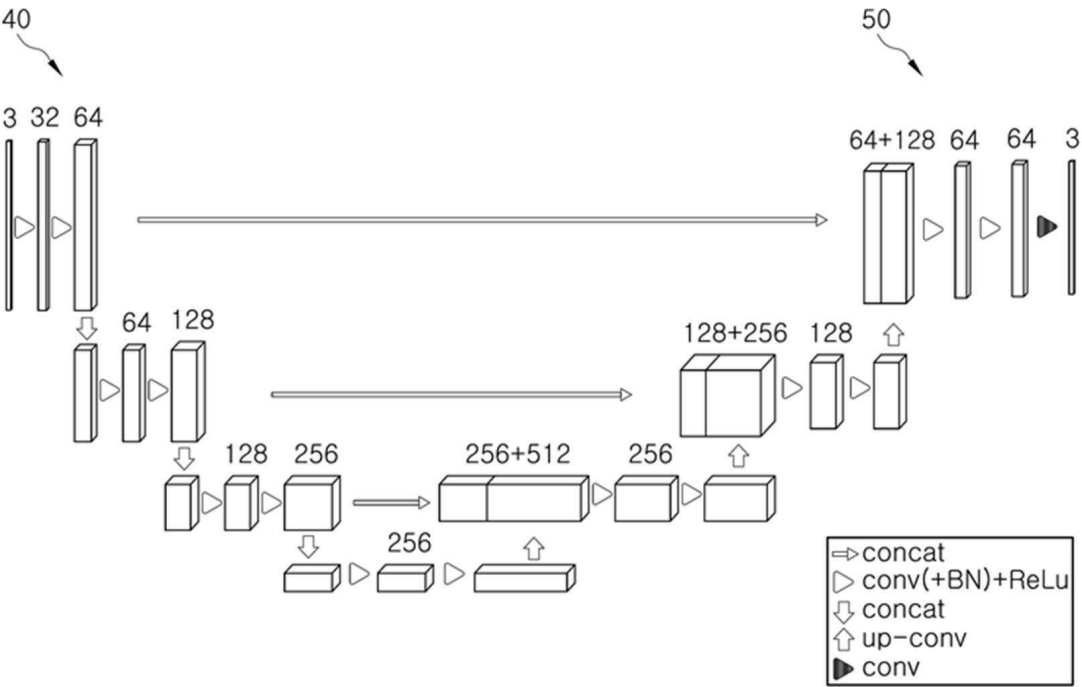 40
50
3 32 64
64+128 64 64 3
64 128
128+256 128
128 256
256+512 256
256
concat
conv(+BN)+ReLu
concat
up-conv
conv